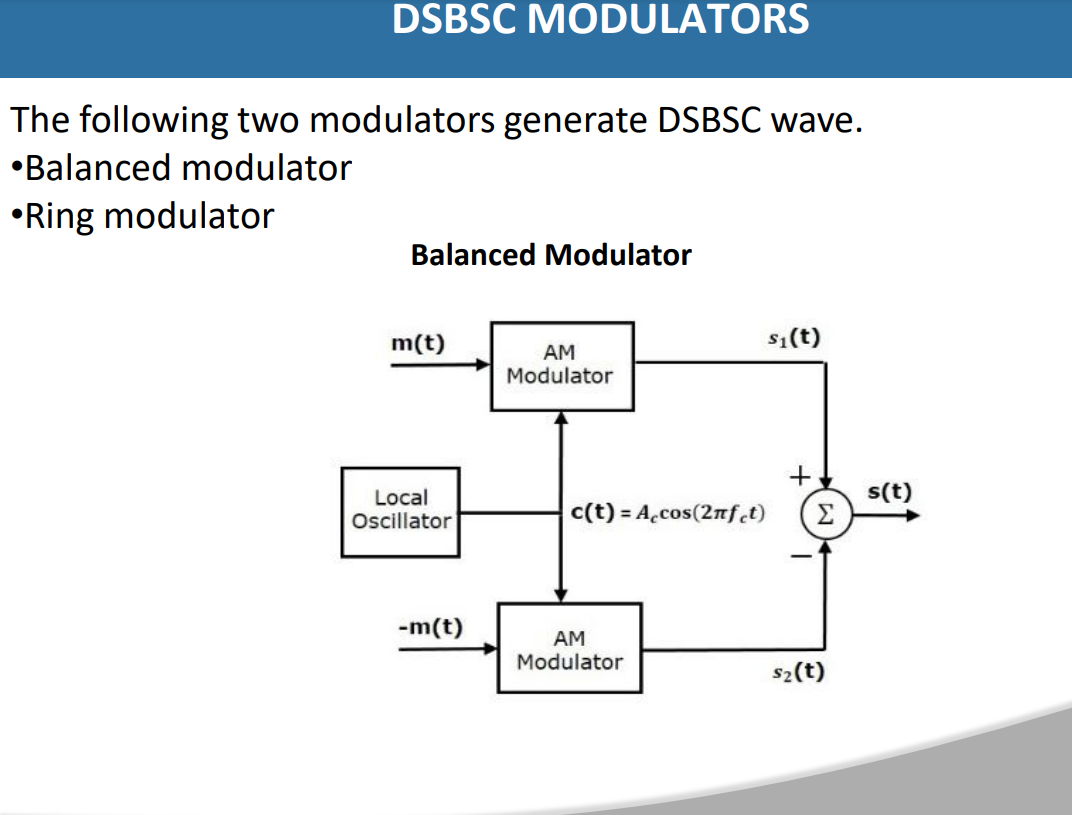 DSBSC MODULATORS
The following two modulators generate DSBSC wave.
•Balanced modulator
•Ring modulator
Balanced Modulator
m(t)
AM
Modulator
s₁(t)
Local
Oscillator
c(t) = A꜀cos(2πf꜀t)
+
Σ
s(t)
−
-m(t)
AM
Modulator
s₂(t)